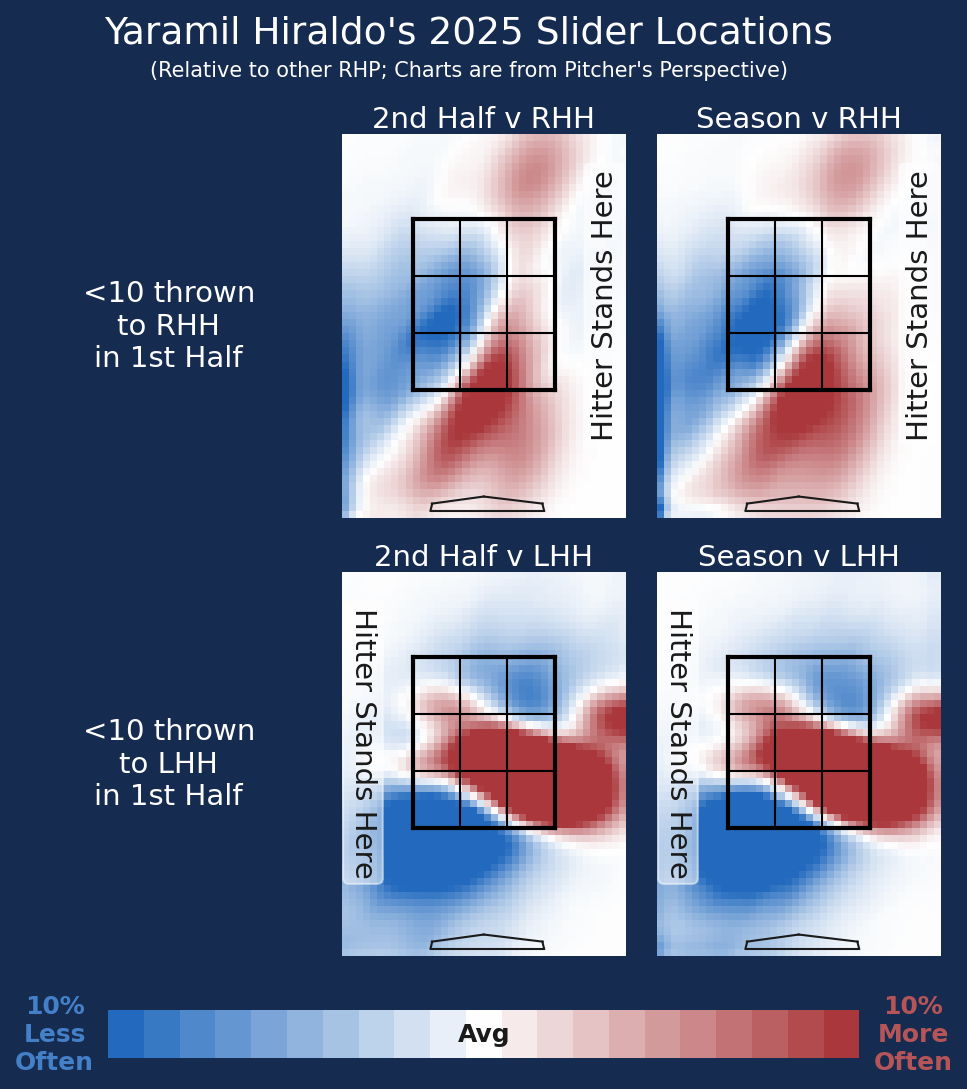 Yaramil Hiraldo's 2025 Slider Locations
(Relative to other RHP; Charts are from Pitcher's Perspective)
2nd Half v RHH
Season v RHH
<10 thrown
to RHH
in 1st Half
Hitter Stands Here
Hitter Stands Here
2nd Half v LHH
Season v LHH
<10 thrown
to LHH
in 1st Half
Hitter Stands Here
Hitter Stands Here
10%
Less
Often
Avg
10%
More
Often